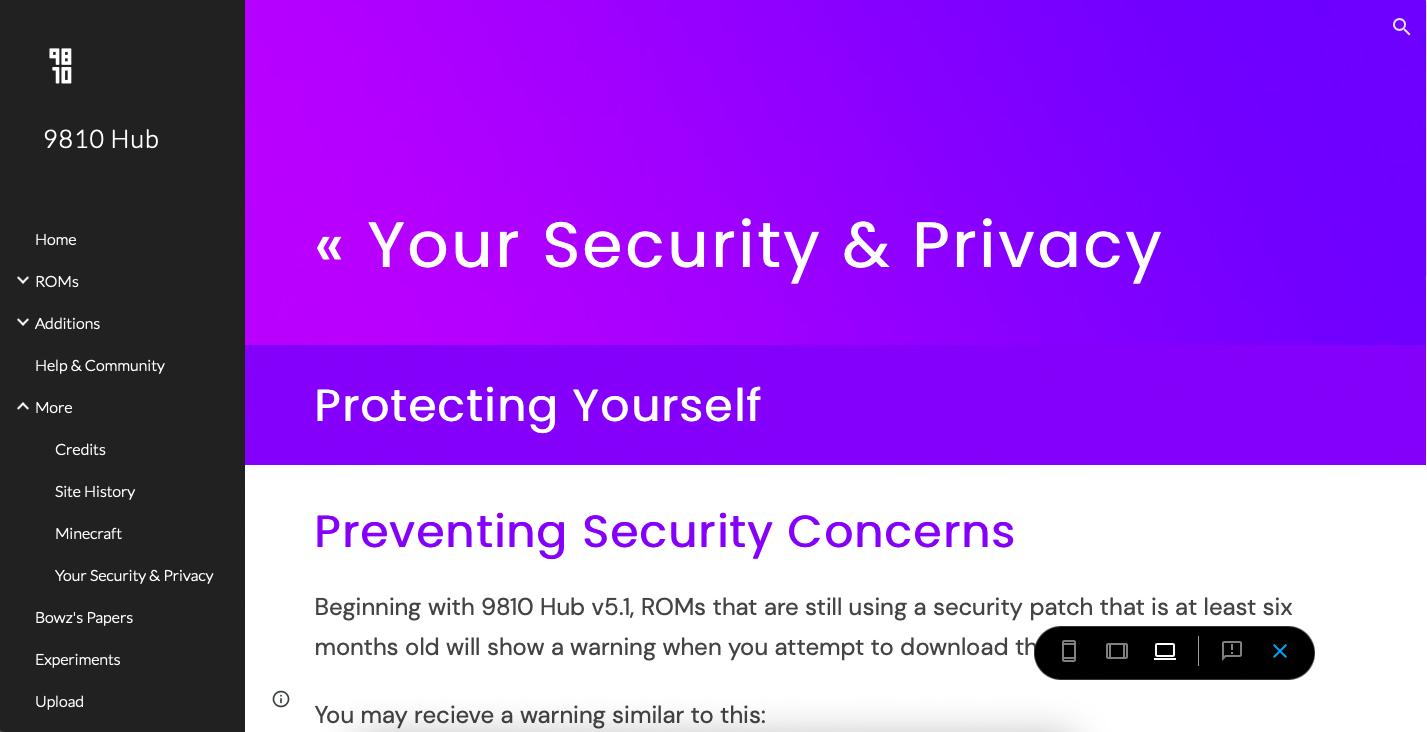 98
10
9810 Hub
Home
ROMs
Additions
Help & Community
More
Credits
Site History
Minecraft
Your Security & Privacy
Bowz's Papers
Experiments
Upload
« Your Security & Privacy
Protecting Yourself
Preventing Security Concerns
Beginning with 9810 Hub v5.1, ROMs that are still using a security patch that is at least six
months old will show a warning when you attempt to download
You may recieve a warning similar to this: